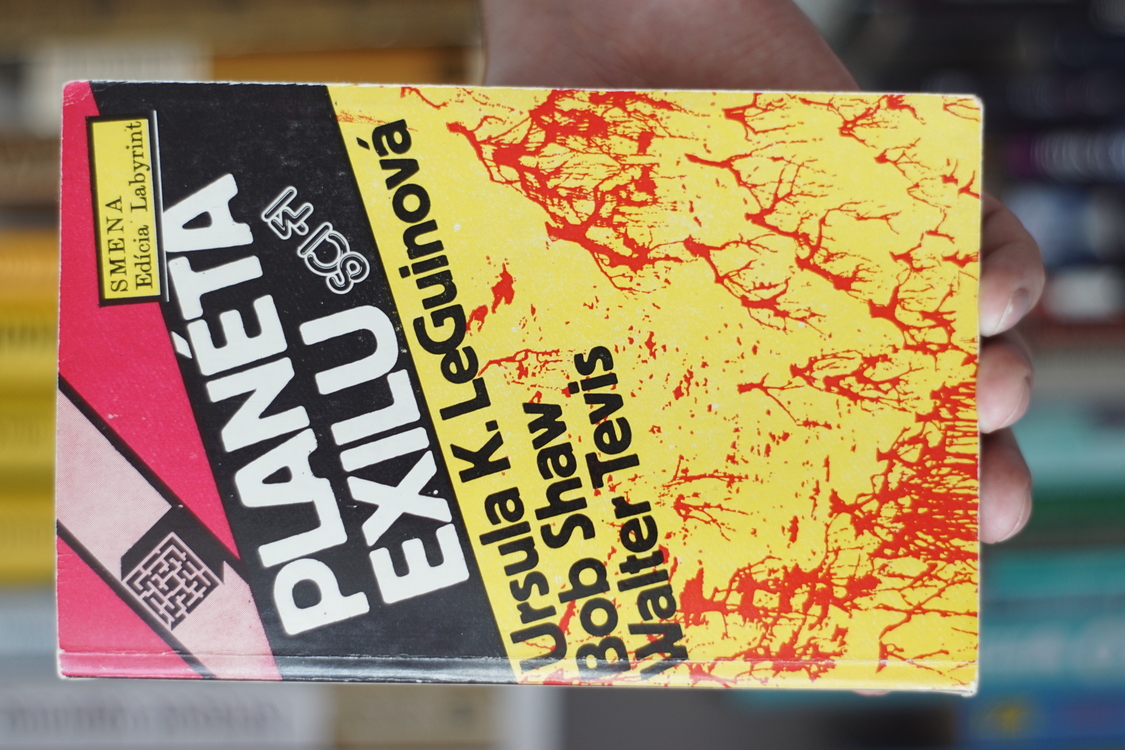 SMENA
Edícia Labyrint
PLANÉTA
EXILU
sci fi
Ursula K. LeGuinová
Bob Shaw
Walter Tevis